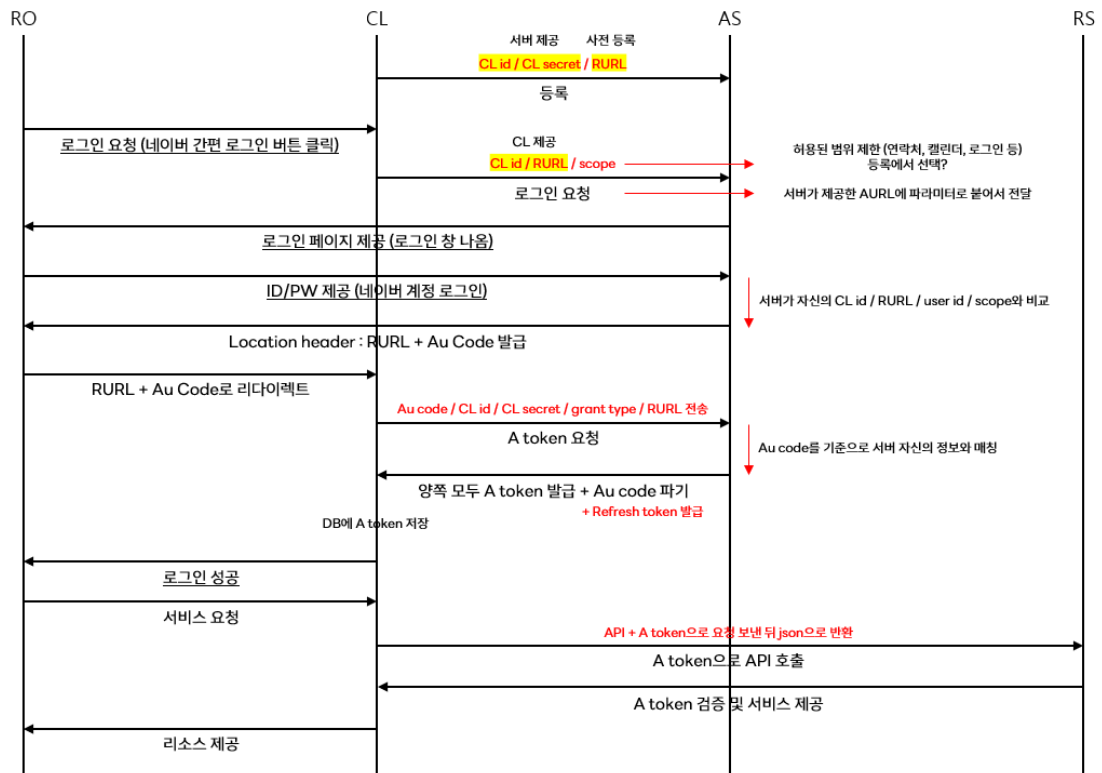 RO
CL
AS
RS
서버 제공
사전 등록
CL id / CL secret / RURL
등록
로그인 요청 (네이버 간편 로그인 버튼 클릭)
CL 제공
CL id / RURL / scope
허용된 범위 제한 (연락처, 캘린더, 로그인 등)
등록에서 선택?
로그인 요청
서버가 제공한 AURL에 파라미터로 붙어서 전달
로그인 페이지 제공 (로그인 창 나옴)
ID/PW 제공 (네이버 계정 로그인)
서버가 자신의 CL id / RURL / user id / scope와 비교
Location header : RURL + Au Code 발급
RURL + Au Code로 리다이렉트
Au code / CL id / CL secret / grant type / RURL 전송
A token 요청
Au code를 기준으로 서버 자신의 정보와 매칭
양쪽 모두 A token 발급 + Au code 파기
+ Refresh token 발급
DB에 A token 저장
로그인 성공
서비스 요청
API + A token으로 요청 보낸 뒤 json으로 반환
A token으로 API 호출
A token 검증 및 서비스 제공
리소스 제공